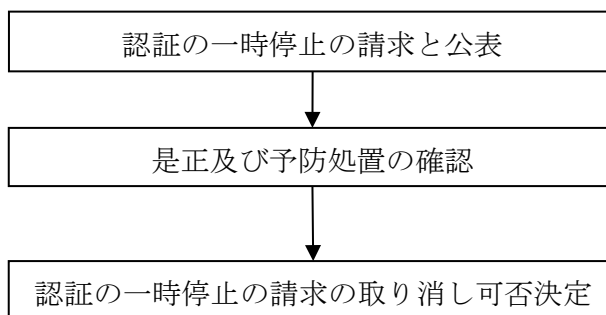 認証の一時停止の請求と公表
是正及び予防処置の確認
認証の一時停止の請求の取り消し可否決定